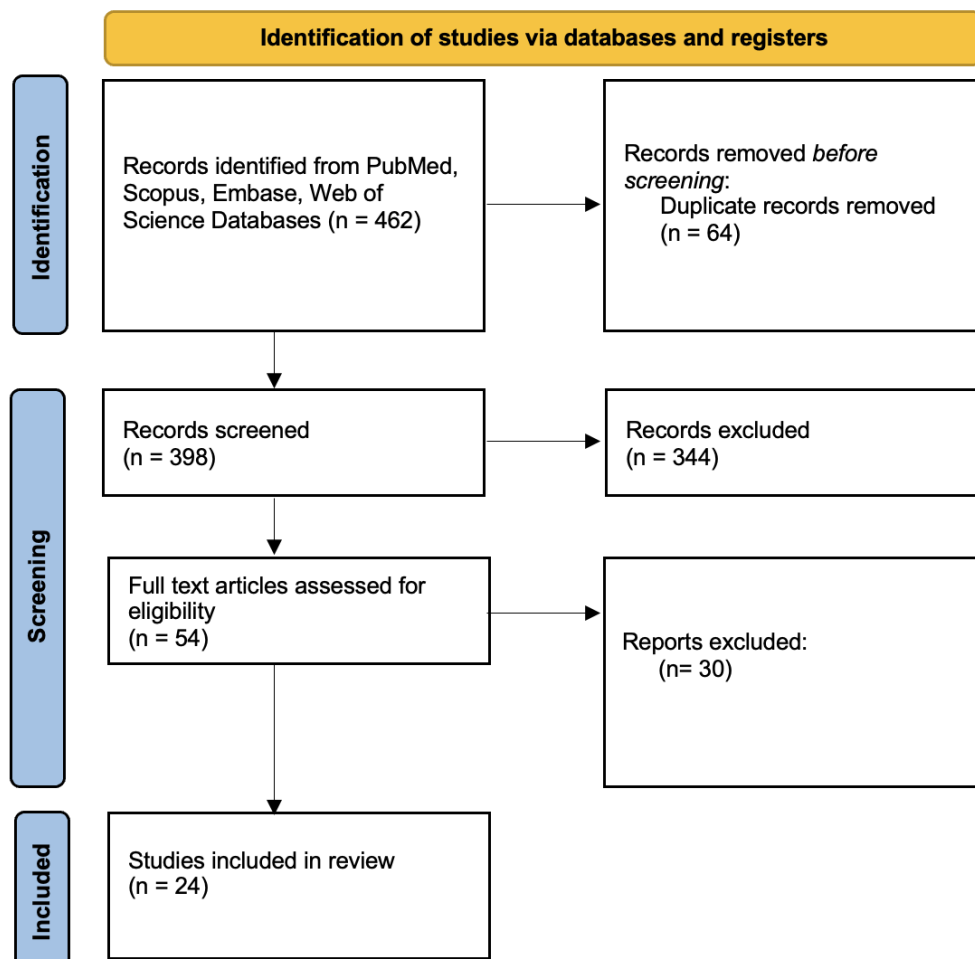 Identification of studies via databases and registers
Identification
Records identified from PubMed,
Scopus, Embase, Web of
Science Databases (n = 462)
Records removed before
screening:
Duplicate records removed
(n = 64)
Screening
Records screened
(n = 398)
Records excluded
(n = 344)
Full text articles assessed for
eligibility
(n = 54)
Reports excluded:
(n= 30)
Included
Studies included in review
(n = 24)